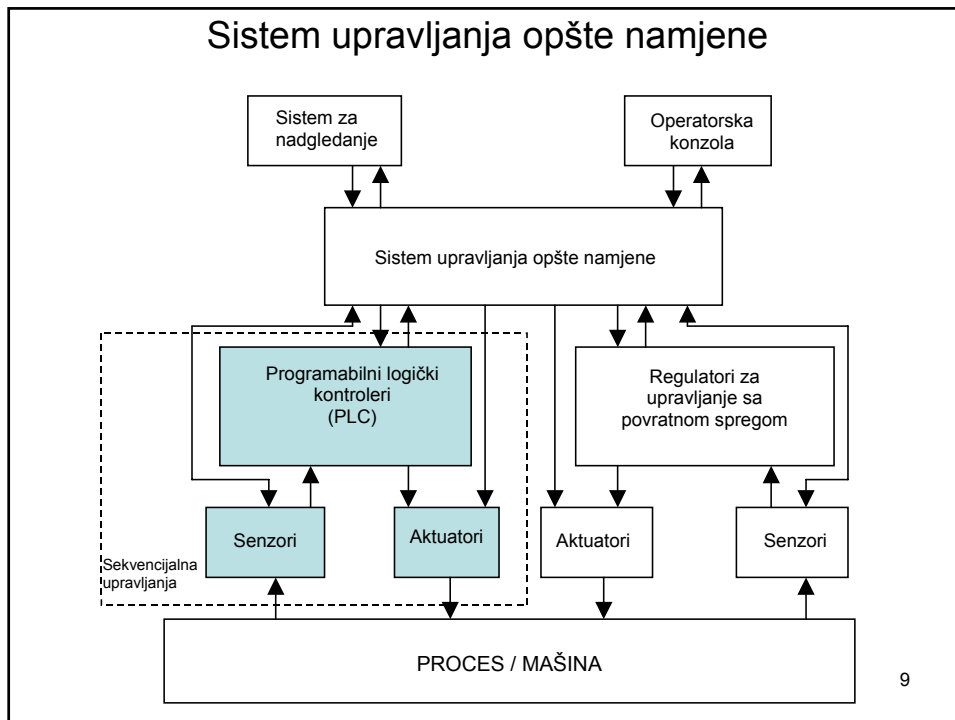 Sistem upravljanja opšte namjene
Sistem za
nadgledanje
Operatorska
konzola
Sistem upravljanja opšte namjene
Programabilni logički
kontroleri
(PLC)
Regulatori za
upravljanje sa
povratnom spregom
Senzori
Aktuatori
Aktuatori
Senzori
Sekvencijalna
upravljanja
PROCES / MAŠINA
9